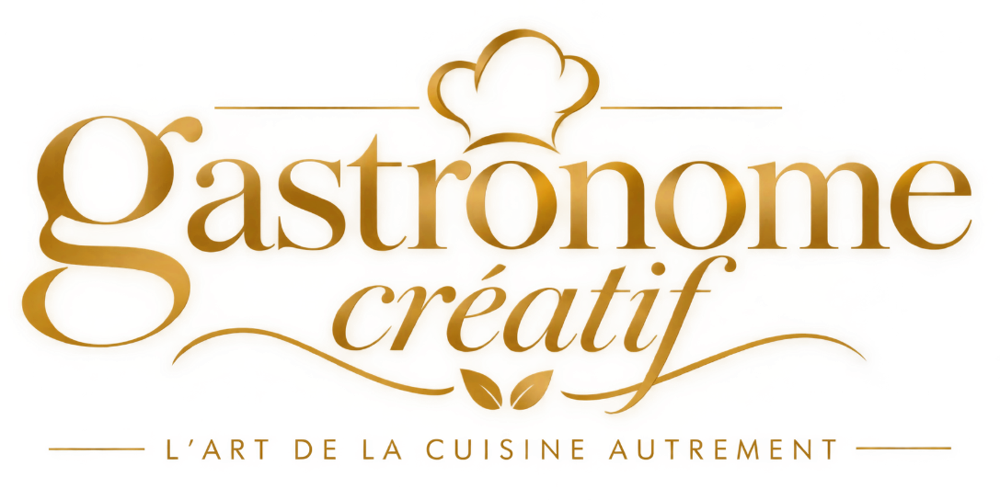 gastronome
créatif
L'ART DE LA CUISINE AUTREMENT